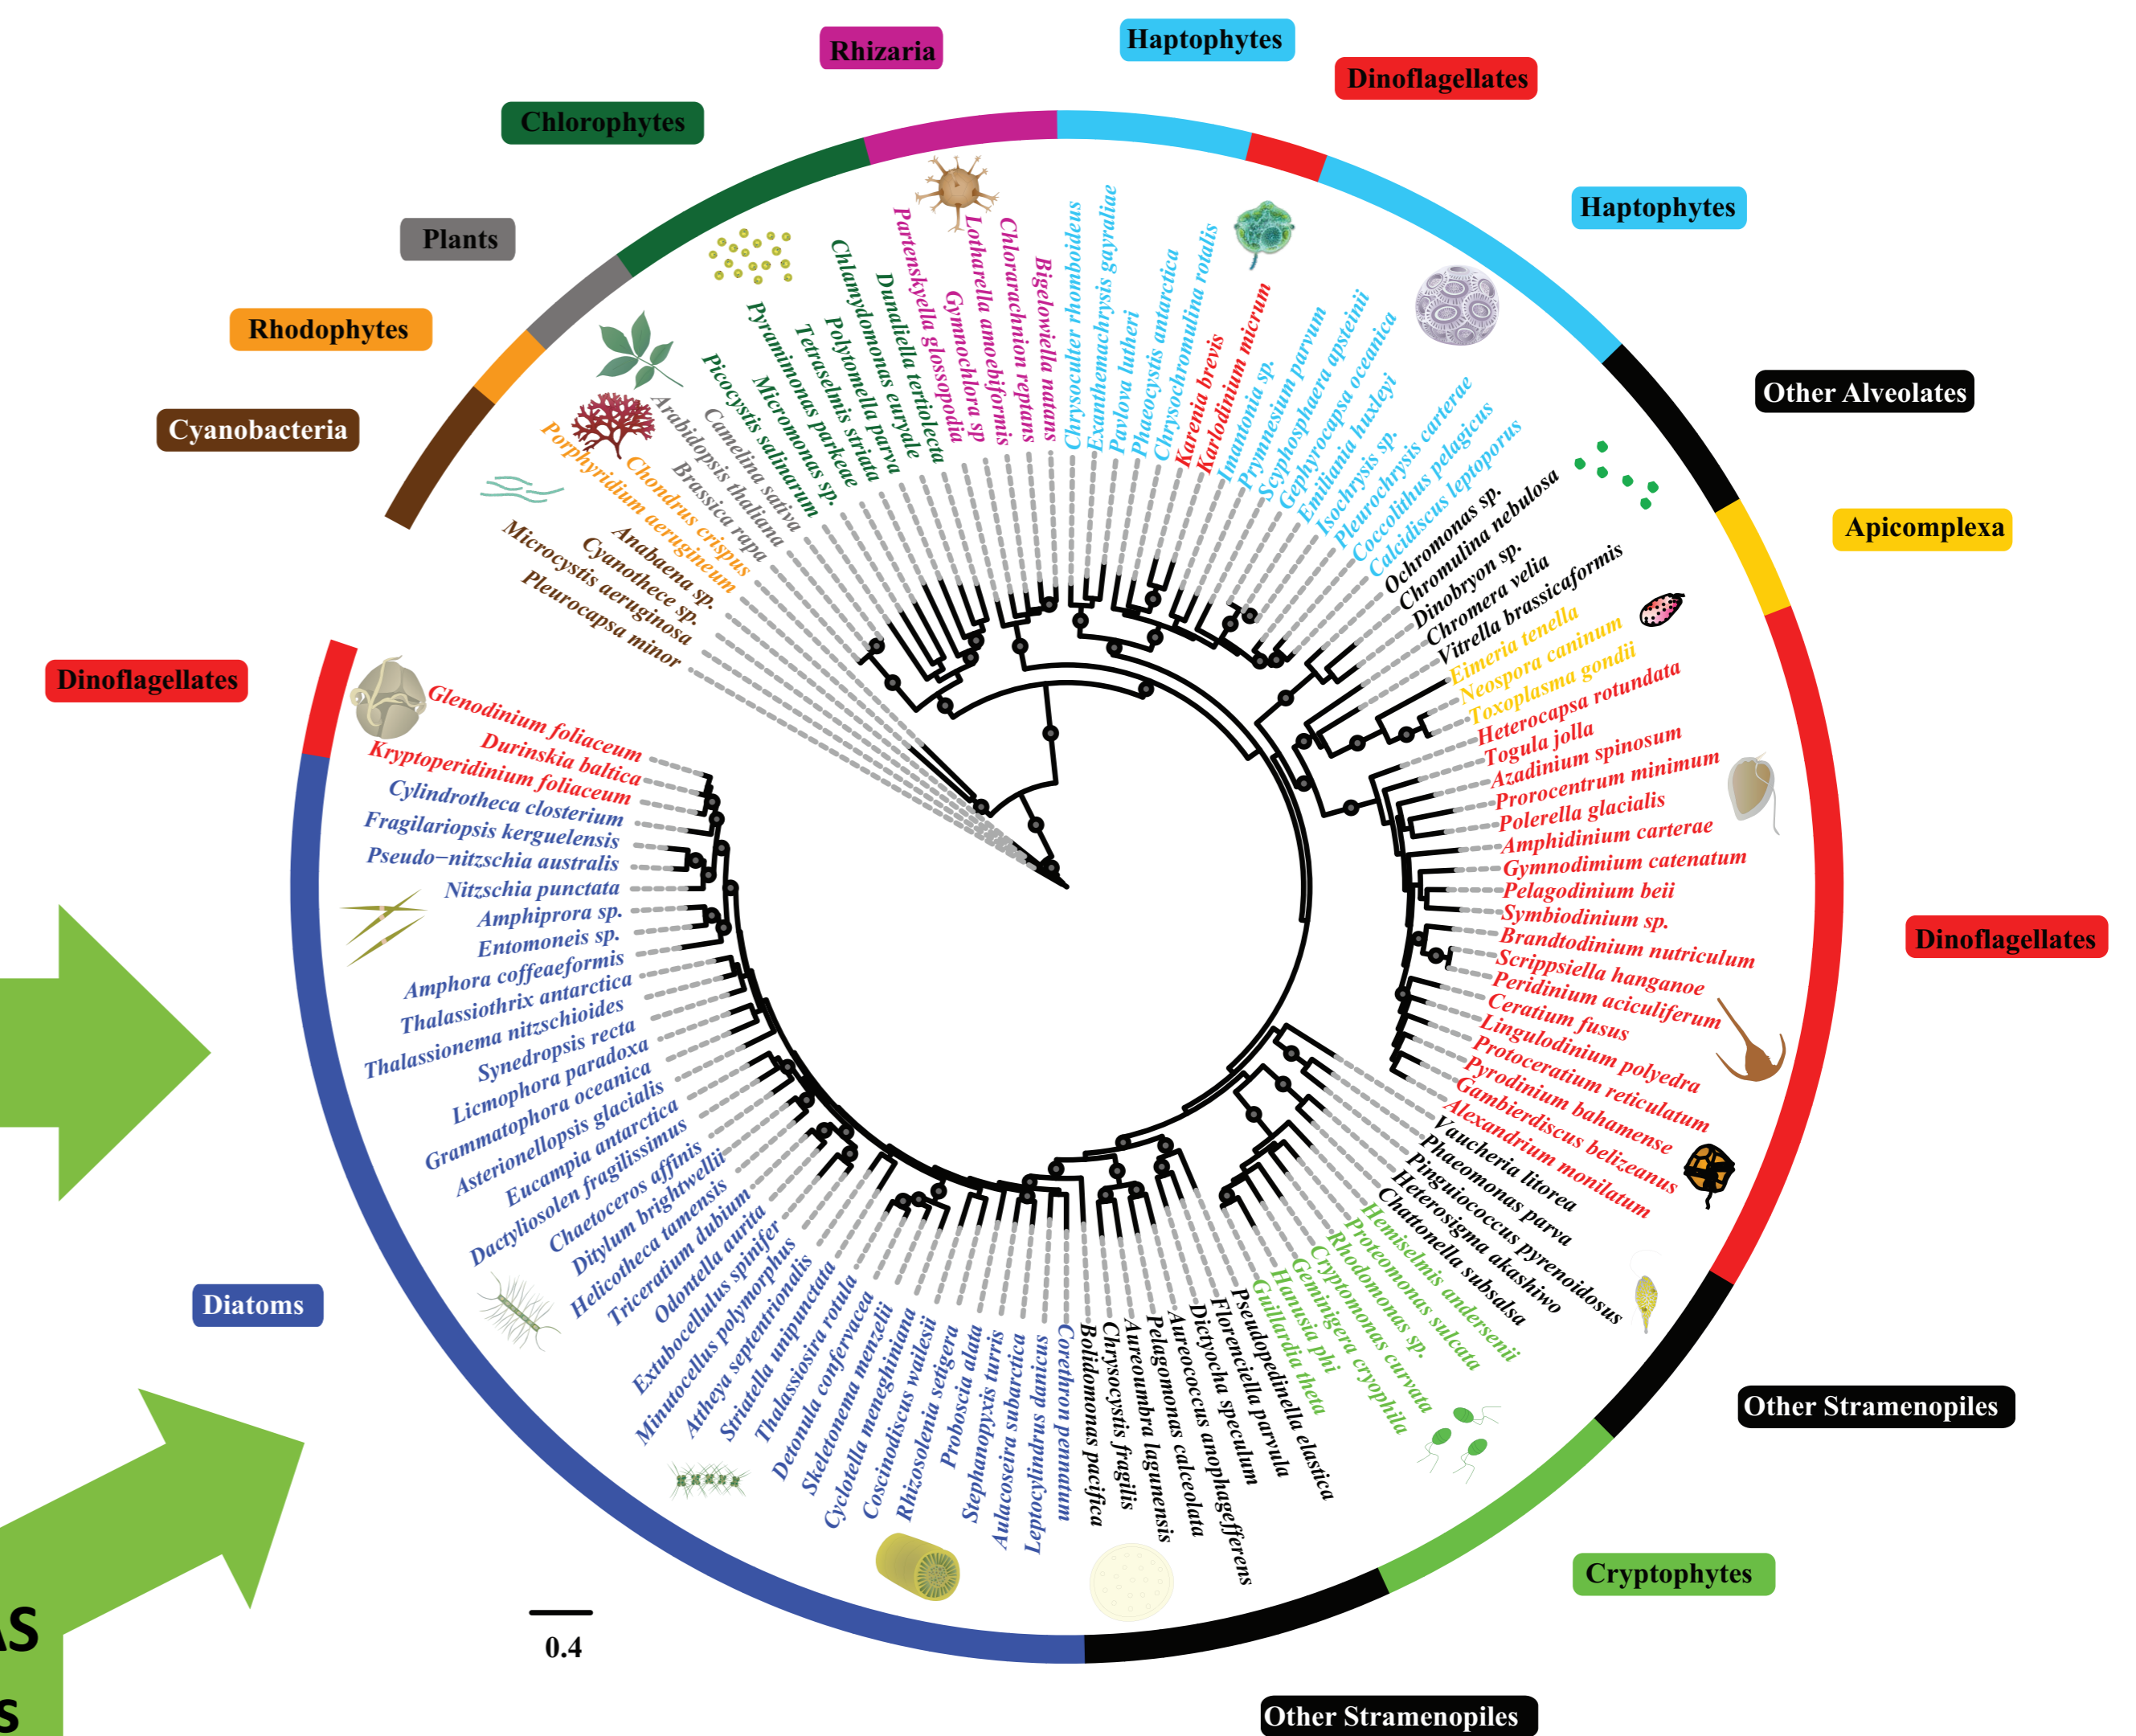 Rhizaria
Haptophytes
Dinoflagellates
Chlorophytes
Haptophytes
Plants
Rhodophytes
Other Alveolates
Cyanobacteria
Apicomplexa
Dinoflagellates
Dinoflagellates
Diatoms
Other Stramenopiles
Cryptophytes
Other Stramenopiles
Pleurocapsa minor
Microcystis aeruginosa
Cyanothece sp.
Anabaena sp.
Porphyridium aerugineum
Chondrus crispus
Brassica rapa
Arabidopsis thaliana
Camelina sativa
Picocystis salinarum
Micromonas sp.
Pyramimonas parkeae
Tetraselmis striata
Polytomella parva
Chlamydomonas euryale
Dunaliella tertiolecta
Partenskyella glossopodia
Gymnochlora sp
Lotharella amoebiformis
Chlorarachnion reptans
Bigelowiella natans
Chrysoculter rhomboideus
Exanthemachrysis gayraliae
Pavlova lutheri
Phaeocystis antarctica
Chrysochromulina rotalis
Karenia brevis
Karlodinium micrum
Imantonia sp.
Prymnesium parvum
Scyphosphaera apsteinii
Gephyrocapsa oceanica
Emiliania huxleyi
Isochrysis sp.
Pleurochrysis carterae
Coccolithus pelagicus
Calcidiscus leptoporus
Ochromonas sp.
Chromulina nebulosa
Dinobryon sp.
Chromera velia
Vitrella brassicaformis
Eimeria tenella
Neospora caninum
Toxoplasma gondii
Heterocapsa rotundata
Togula jolla
Azadinium spinosum
Prorocentrum minimum
Polerella glacialis
Amphidinium carterae
Gymnodimium catenatum
Pelagodinium beii
Symbiodinium sp.
Brandtodinium nutriculum
Scrippsiella hanganoe
Peridinium aciculiferum
Ceratium fusus
Lingulodinium polyedra
Protoceratium reticulatum
Pyrodinium bahamense
Gambierdiscus belizeanus
Alexandrium monilatum
Vaucheria litorea
Phaeomonas parva
Pinguiococcus pyrenoidosus
Heterosigma akashiwo
Chattonella subsalsa
Hemiselmis andersenii
Proteomonas sulcata
Rhodomonas sp.
Cryptomonas curvata
Geminigera cryophila
Hanusia phi
Guillardia theta
Pseudopedinella elastica
Florenciella parvula
Dictyocha speculum
Aureococcus anophagefferens
Pelagomonas calceolata
Aureoumbra lagunensis
Chrysocystis fragilis
Bolidomonas pacifica
Corethron pennatum
Leptocylindrus danicus
Aulacoseira subarctica
Stephanopyxis turris
Proboscia alata
Rhizosolenia setigera
Coscinodiscus wailesii
Cyclotella meneghiniana
Skeletonema menzelii
Detonula confervacea
Thalassiosira rotula
Striatella unipunctata
Attheya septentrionalis
Minutocellus polymorphus
Extubocellulus spinifer
Odontella aurita
Triceratium dubium
Helicotheca tamensis
Ditylum brightwellii
Chaetoceros affinis
Dactyliosolen fragilissimus
Eucampia antarctica
Asterionellopsis glacialis
Grammatophora oceanica
Licmophora paradoxa
Synedropsis recta
Thalassionema nitzschioides
Thalassiothrix antarctica
Amphora coffeaeformis
Entomoneis sp.
Amphiprora sp.
Nitzschia punctata
Pseudo−nitzschia australis
Fragilariopsis kerguelensis
Cylindrotheca closterium
Kryptoperidinium foliaceum
Durinskia baltica
Glenodinium foliaceum
0.4
AS
s